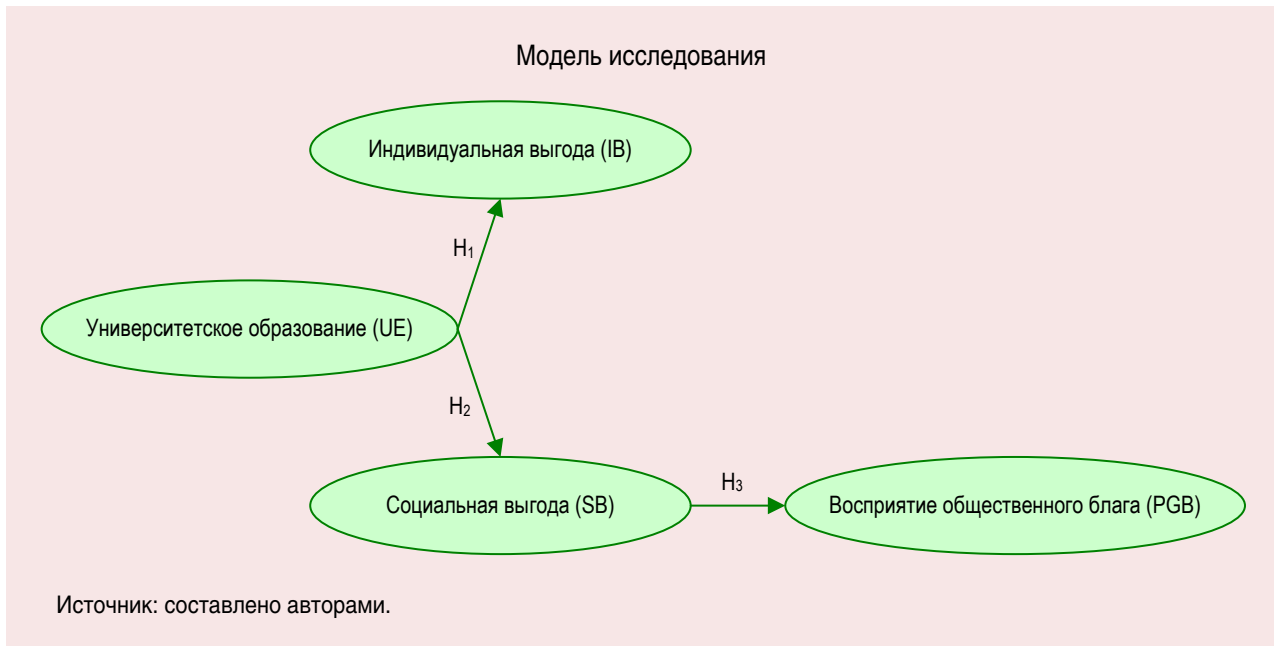 Модель исследования
Индивидуальная выгода (IB)
H₁
Университетское образование (UE)
H₂
Социальная выгода (SB)
H₃
Восприятие общественного блага (PGB)
Источник: составлено авторами.